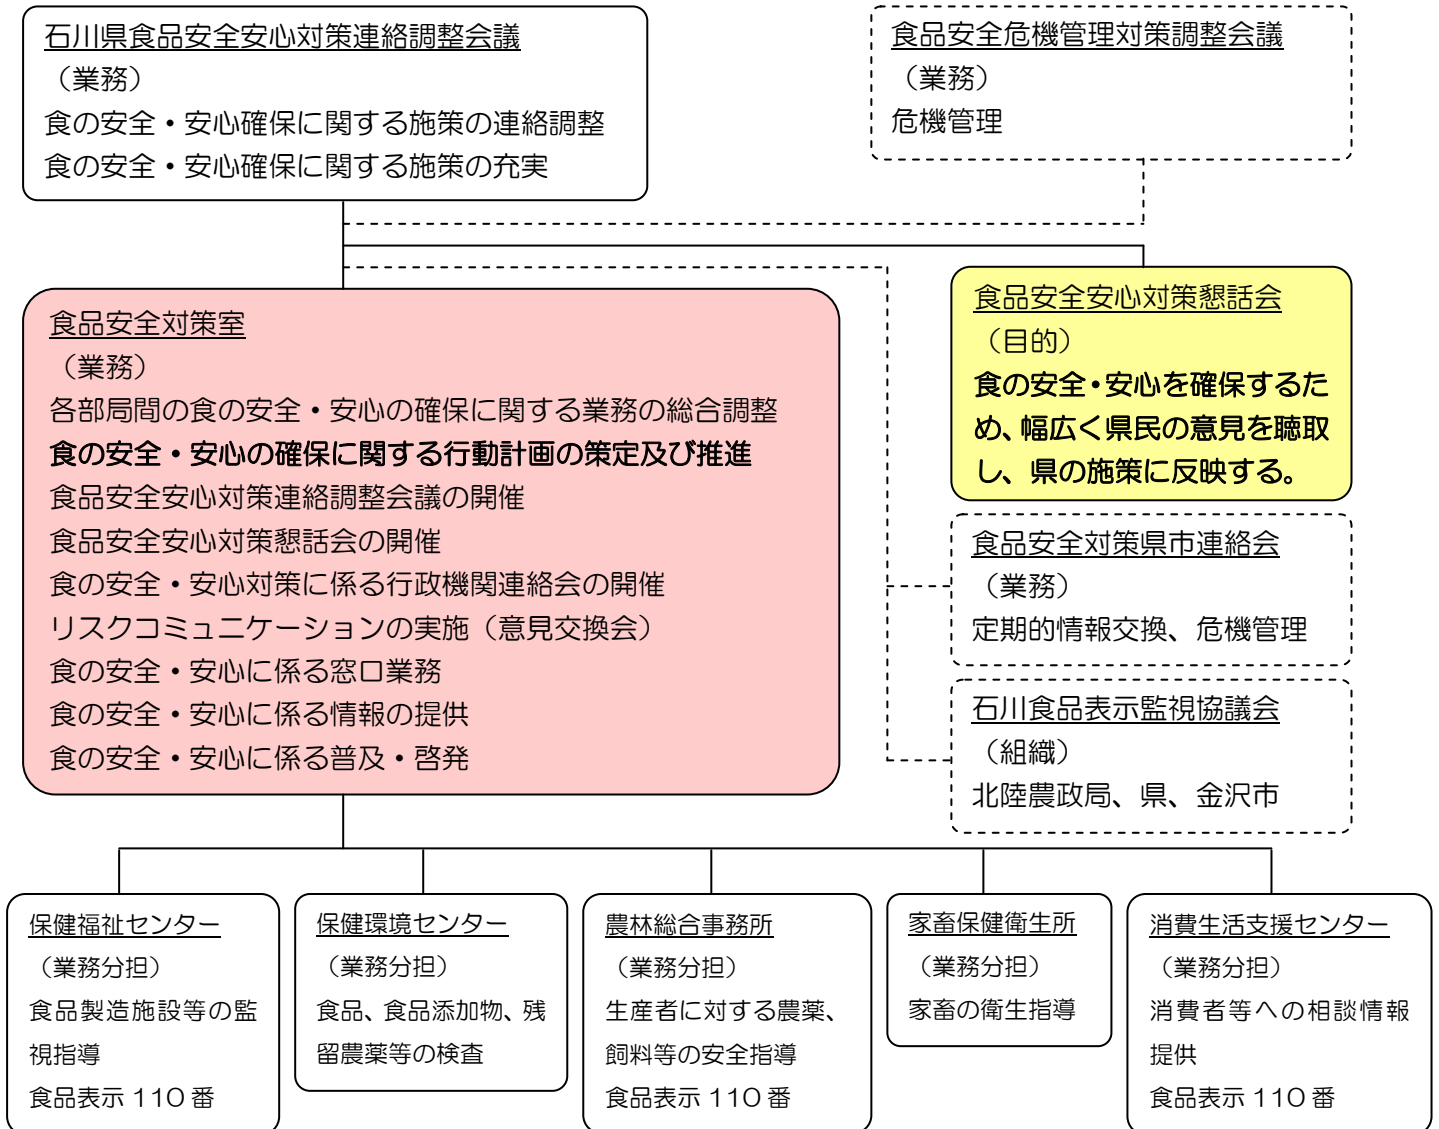 石川県食品安全安心対策連絡調整会議
（業務）
食の安全・安心確保に関する施策の連絡調整
食の安全・安心確保に関する施策の充実
食品安全危機管理対策調整会議
（業務）
危機管理
食品安全対策室
（業務）
各部局間の食の安全・安心の確保に関する業務の総合調整
食の安全・安心の確保に関する行動計画の策定及び推進
食品安全安心対策連絡調整会議の開催
食品安全安心対策懇話会の開催
食の安全・安心対策に係る行政機関連絡会の開催
リスクコミュニケーションの実施（意見交換会）
食の安全・安心に係る窓口業務
食の安全・安心に係る情報の提供
食の安全・安心に係る普及・啓発
食品安全安心対策懇話会
（目的）
食の安全・安心を確保するた
め、幅広く県民の意見を聴取
し、県の施策に反映する。
食品安全対策県市連絡会
（業務）
定期的情報交換、危機管理
石川食品表示監視協議会
（組織）
北陸農政局、県、金沢市
保健福祉センター
（業務分担）
食品製造施設等の監
視指導
食品表示 110 番
保健環境センター
（業務分担）
食品、食品添加物、残
留農薬等の検査
農林総合事務所
（業務分担）
生産者に対する農薬、
飼料等の安全指導
食品表示 110 番
家畜保健衛生所
（業務分担）
家畜の衛生指導
消費生活支援センター
（業務分担）
消費者等への相談情報
提供
食品表示 110 番